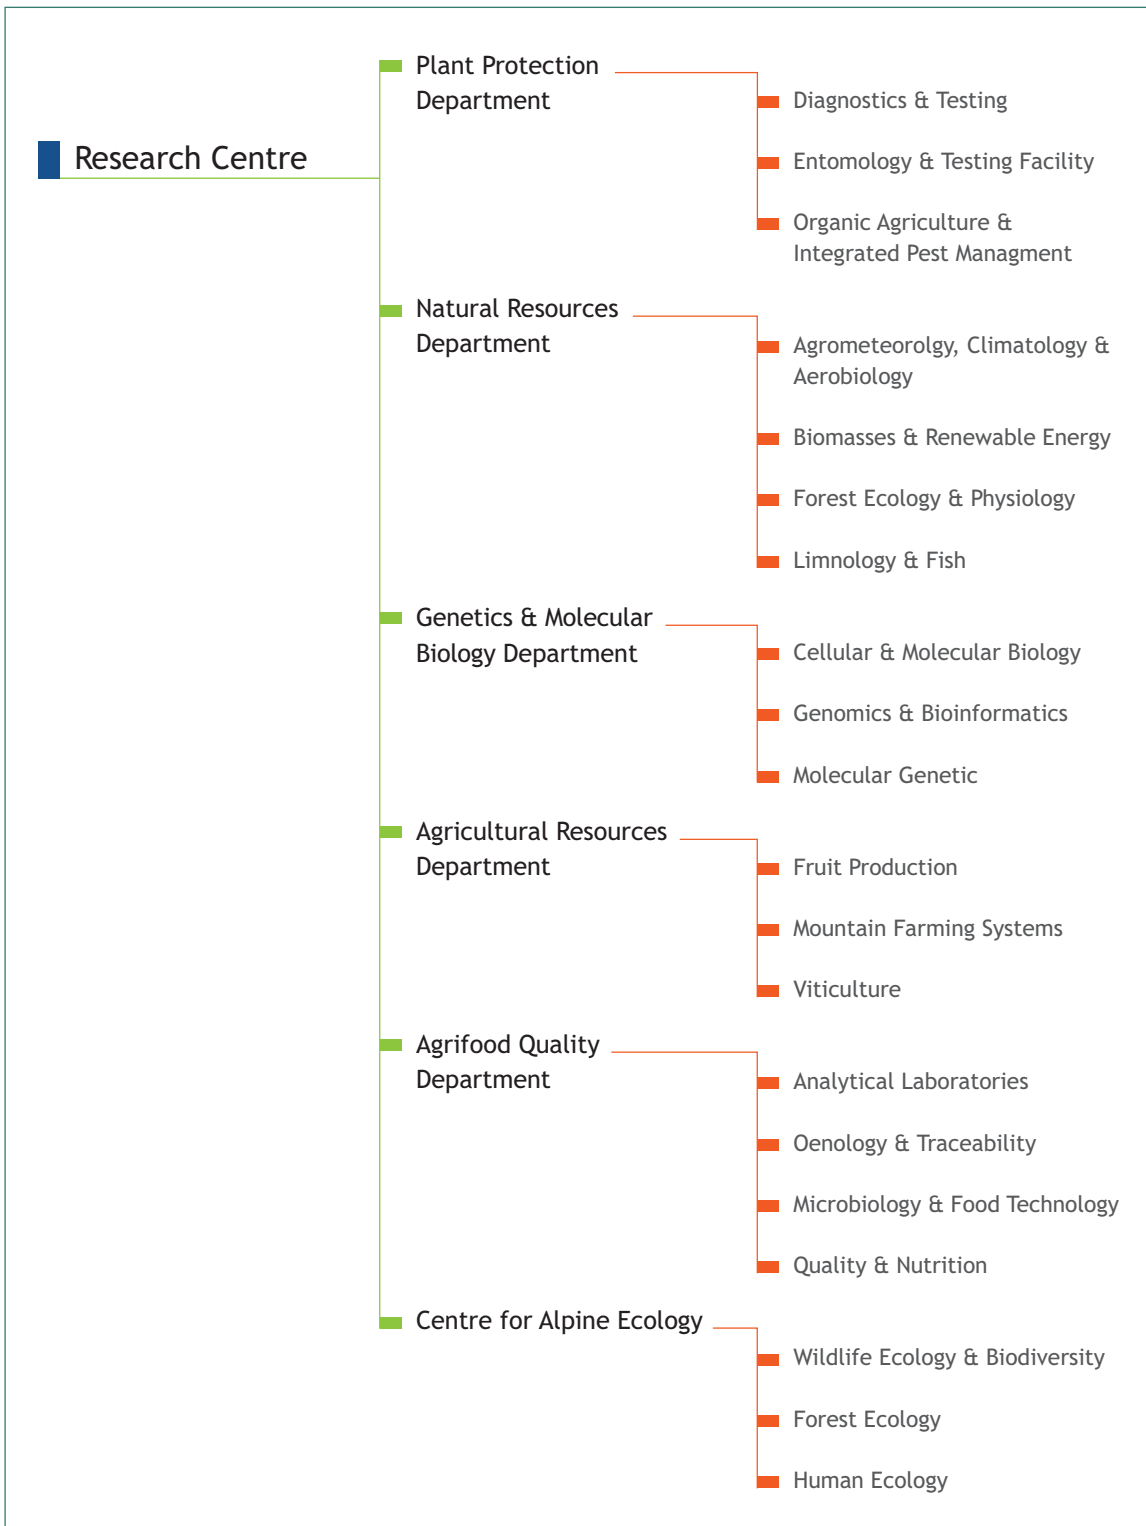 Research Centre
Plant Protection
Department
Diagnostics & Testing
Entomology & Testing Facility
Organic Agriculture &
Integrated Pest Managment
Natural Resources
Department
Agrometeorolgy, Climatology &
Aerobiology
Biomasses & Renewable Energy
Forest Ecology & Physiology
Limnology & Fish
Genetics & Molecular
Biology Department
Cellular & Molecular Biology
Genomics & Bioinformatics
Molecular Genetic
Agricultural Resources
Department
Fruit Production
Mountain Farming Systems
Viticulture
Agrifood Quality
Department
Analytical Laboratories
Oenology & Traceability
Microbiology & Food Technology
Quality & Nutrition
Centre for Alpine Ecology
Wildlife Ecology & Biodiversity
Forest Ecology
Human Ecology